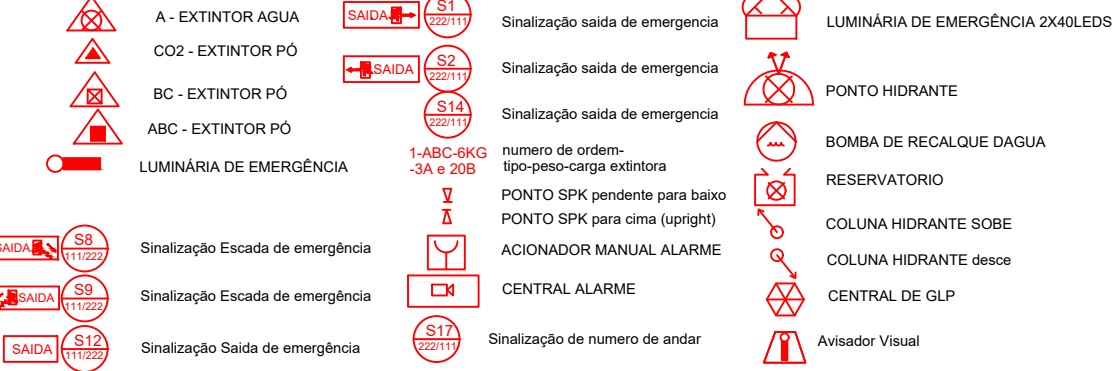 A - EXTINTOR AGUA
CO2 - EXTINTOR PÓ
BC - EXTINTOR PÓ
ABC - EXTINTOR PÓ
LUMINÁRIA DE EMERGÊNCIA
SAIDA S8 111/222 Sinalização Escada de emergência
S9 111/222 SAIDA Sinalização Escada de emergência
SAIDA S12 111/222 Sinalização Saida de emergência
SAIDA S1 222/111 Sinalização saida de emergencia
SAIDA S2 222/111 Sinalização saida de emergencia
S14 222/111 Sinalização saida de emergencia
1-ABC-6KG numero de ordem-
-3A e 20B tipo-peso-carga extintora
PONTO SPK pendente para baixo
PONTO SPK para cima (upright)
ACIONADOR MANUAL ALARME
CENTRAL ALARME
S17 222/111 Sinalização de numero de andar
LUMINÁRIA DE EMERGÊNCIA 2X40LEDS
PONTO HIDRANTE
BOMBA DE RECALQUE DAGUA
RESERVATORIO
COLUNA HIDRANTE SOBE
COLUNA HIDRANTE desce
CENTRAL DE GLP
Avisador Visual